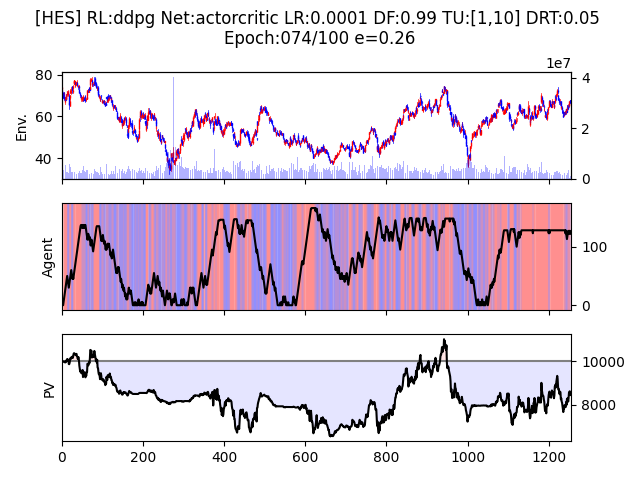 [HES] RL:ddpg Net:actorcritic LR:0.0001 DF:0.99 TU:[1,10] DRT:0.05
Epoch:074/100 e=0.26
1e7
80
60
40
Env.
4
2
0
Agent
100
0
PV
10000
8000
0 200 400 600 800 1000 1200